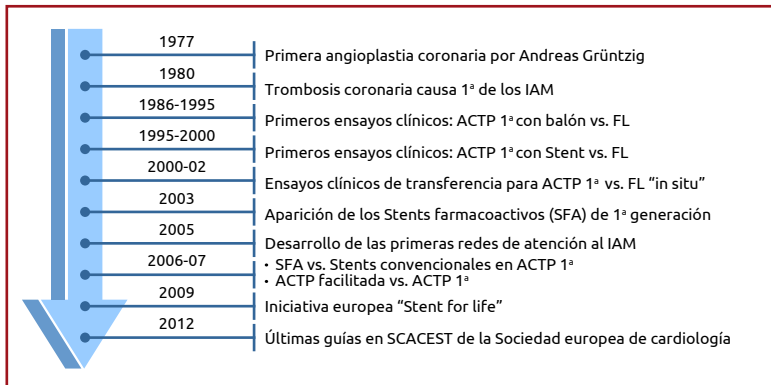 1977
Primera angioplastia coronaria por Andreas Grüntzig
1980
Trombosis coronaria causa 1ª de los IAM
1986-1995
Primeros ensayos clínicos: ACTP 1ª con balón vs. FL
1995-2000
Primeros ensayos clínicos: ACTP 1ª con Stent vs. FL
2000-02
Ensayos clínicos de transferencia para ACTP 1ª vs. FL “in situ”
2003
Aparición de los Stents farmacoactivos (SFA) de 1ª generación
2005
Desarrollo de las primeras redes de atención al IAM
2006-07
• SFA vs. Stents convencionales en ACTP 1ª
• ACTP facilitada vs. ACTP 1ª
2009
Iniciativa europea “Stent for life”
2012
Últimas guías en SCACEST de la Sociedad europea de cardiología